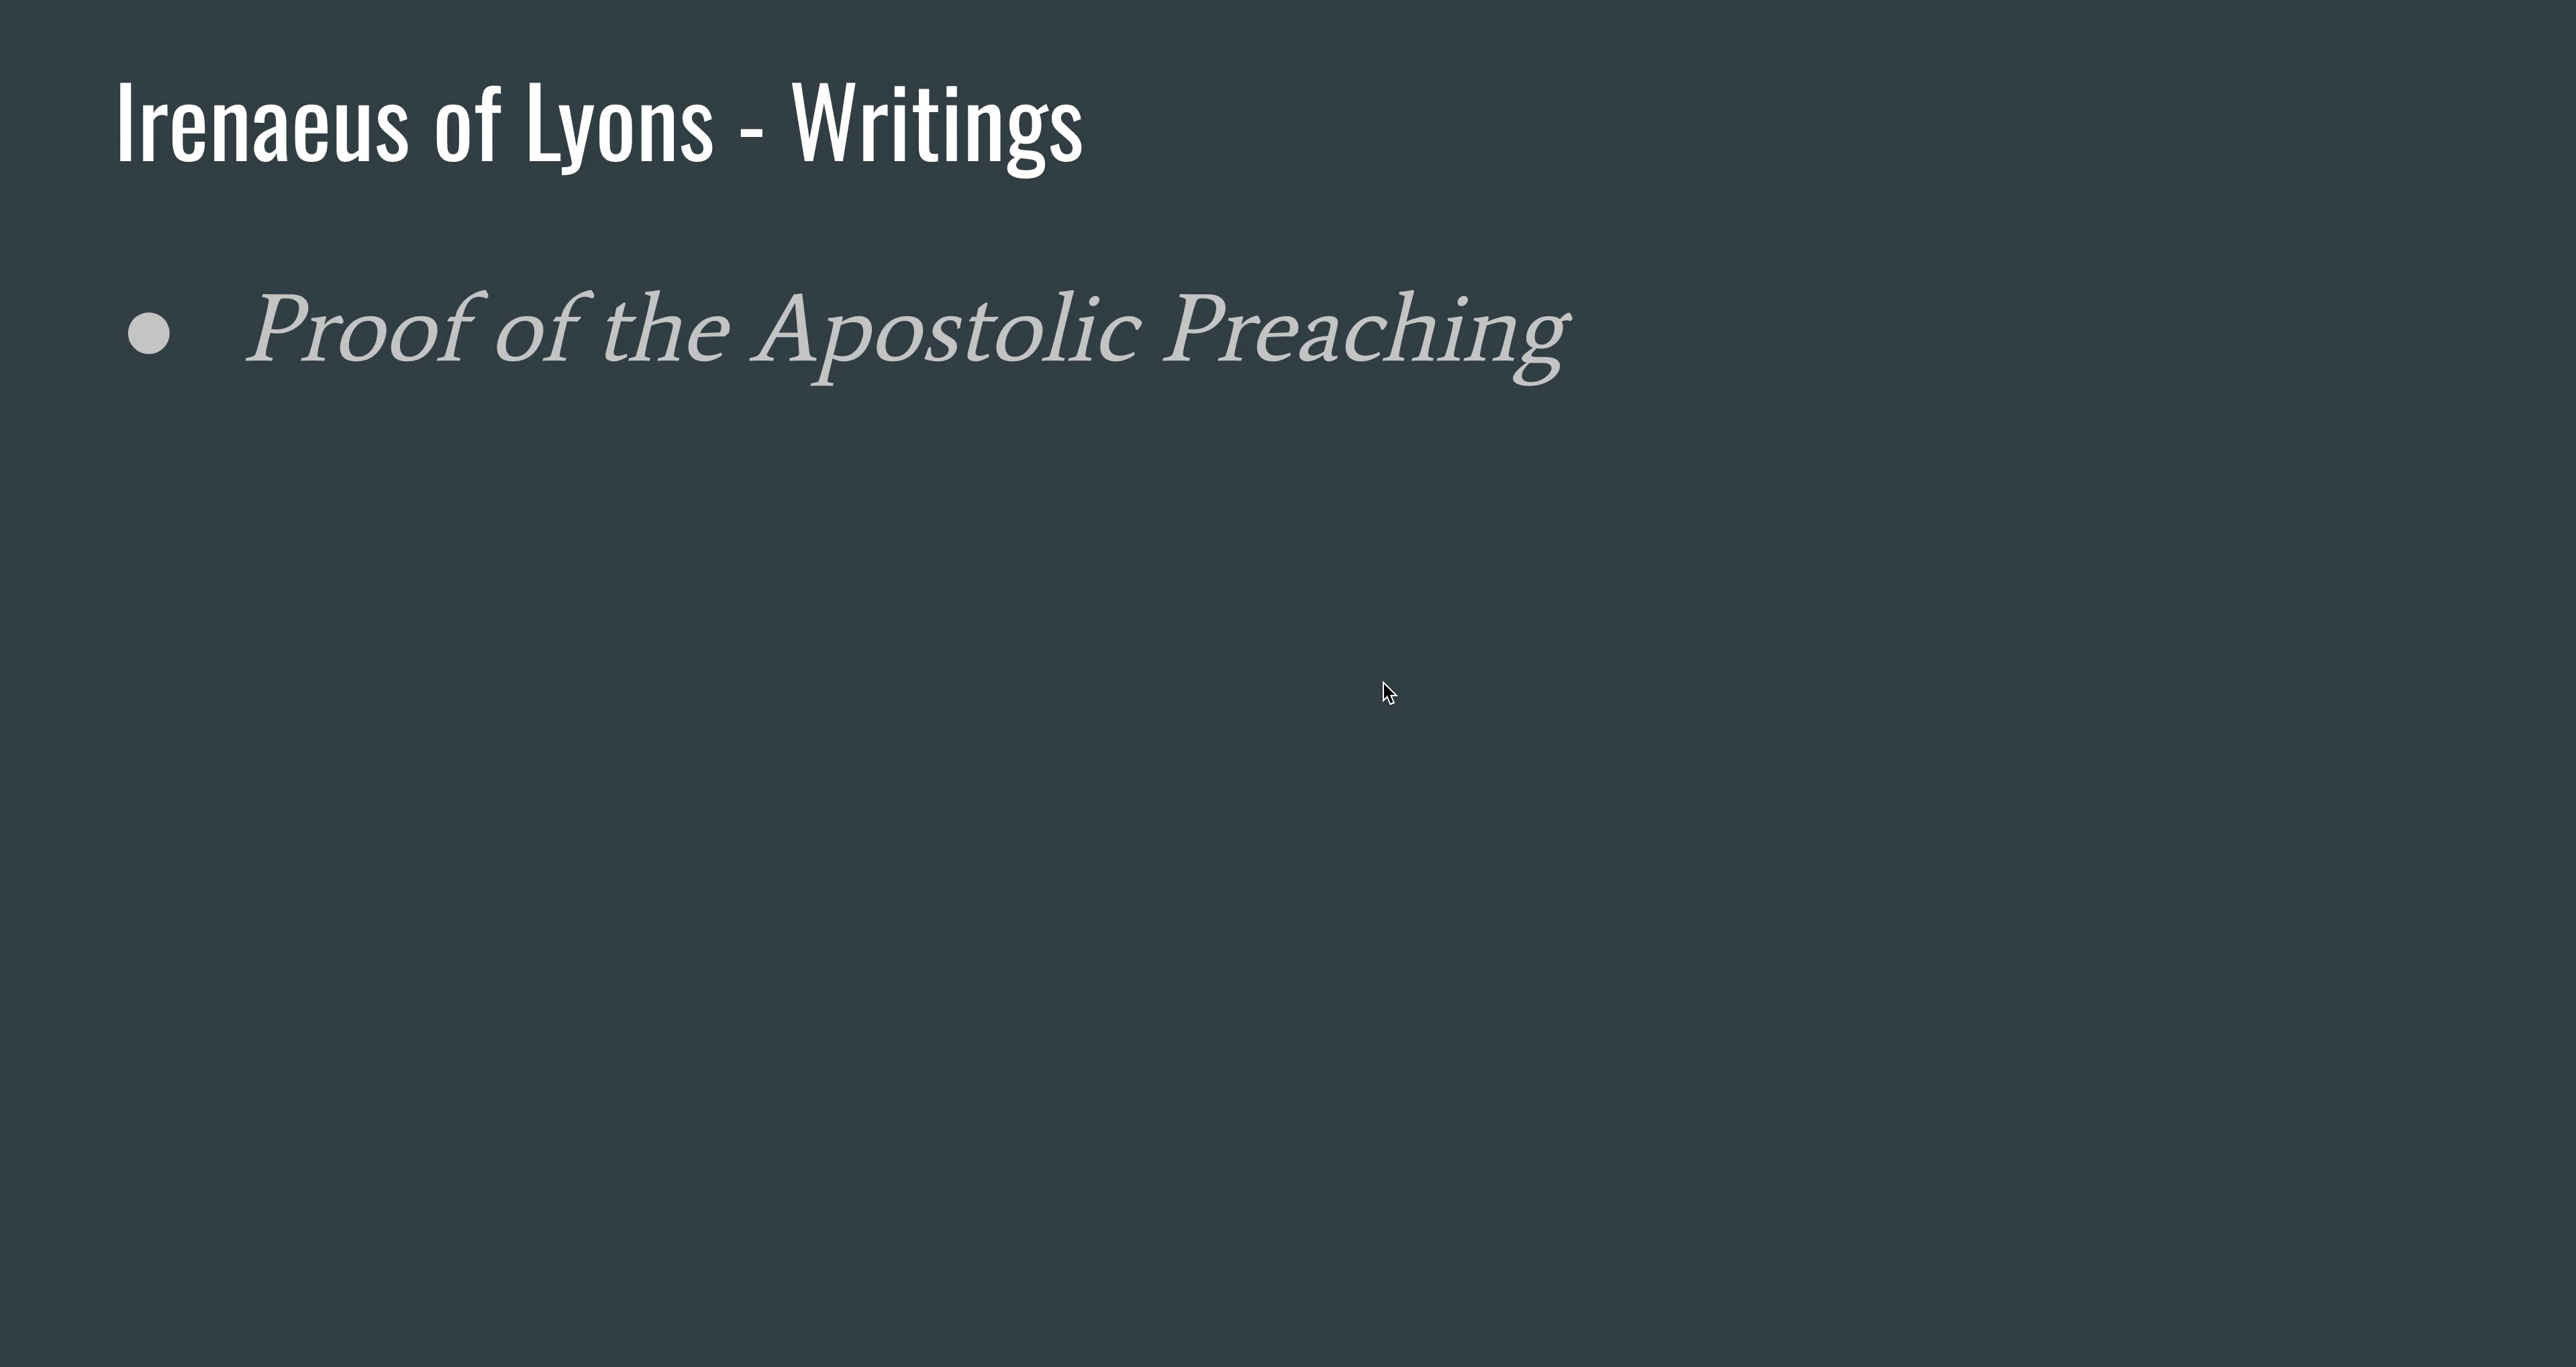 Irenaeus of Lyons - Writings
● Proof of the Apostolic Preaching